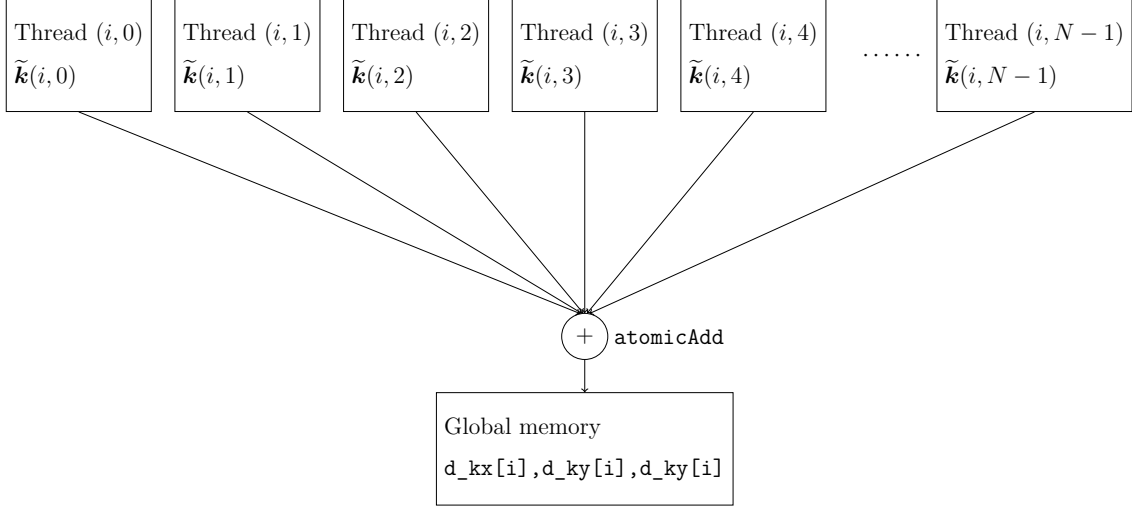 Thread (i, 0)
k̃(i, 0)
Thread (i, 1)
k̃(i, 1)
Thread (i, 2)
k̃(i, 2)
Thread (i, 3)
k̃(i, 3)
Thread (i, 4)
k̃(i, 4)
......
Thread (i, N − 1)
k̃(i, N − 1)
+ atomicAdd
Global memory
d_kx[i],d_ky[i],d_ky[i]